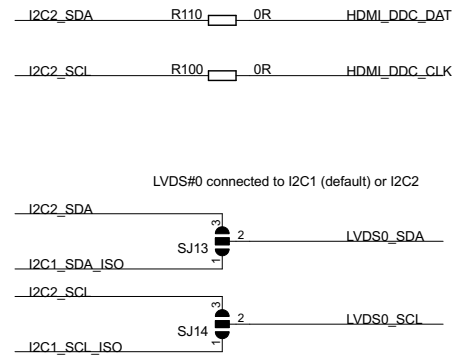 I2C2_SDA R110 0R HDMI_DDC_DAT
I2C2_SCL R100 0R HDMI_DDC_CLK
LVDS#0 connected to I2C1 (default) or I2C2
I2C2_SDA
3
SJ13 2 LVDS0_SDA
1
I2C1_SDA_ISO
I2C2_SCL
3
SJ14 2 LVDS0_SCL
1
I2C1_SCL_ISO